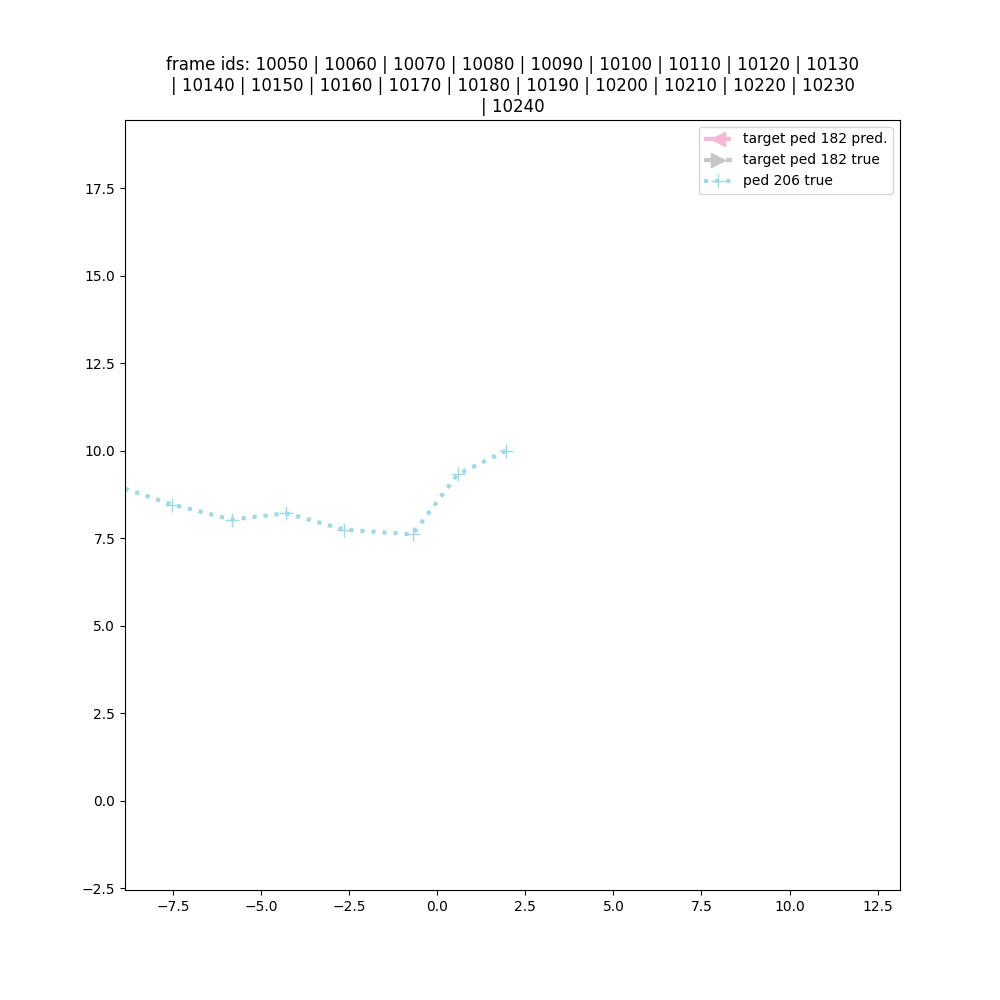 frame ids: 10050 | 10060 | 10070 | 10080 | 10090 | 10100 | 10110 | 10120 | 10130
| 10140 | 10150 | 10160 | 10170 | 10180 | 10190 | 10200 | 10210 | 10220 | 10230
| 10240
target ped 182 pred.
target ped 182 true
ped 206 true
17.5
15.0
12.5
10.0
7.5
5.0
2.5
0.0
−2.5
−7.5 −5.0 −2.5 0.0 2.5 5.0 7.5 10.0 12.5